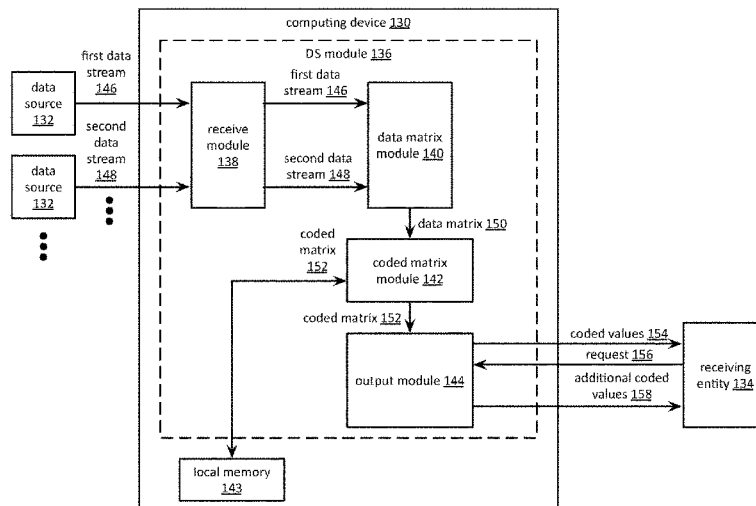 computing device 130
DS module 136
first data
stream
146
data
source
132
second
data
stream
148
data
source
132
first data
stream 146
receive
module
138
second data
stream 148
data matrix
module
140
data matrix 150
coded
matrix
152
coded matrix
module 142
coded matrix 152
output module 144
coded values 154
request 156
additional coded
values 158
receiving
entity 134
local memory
143